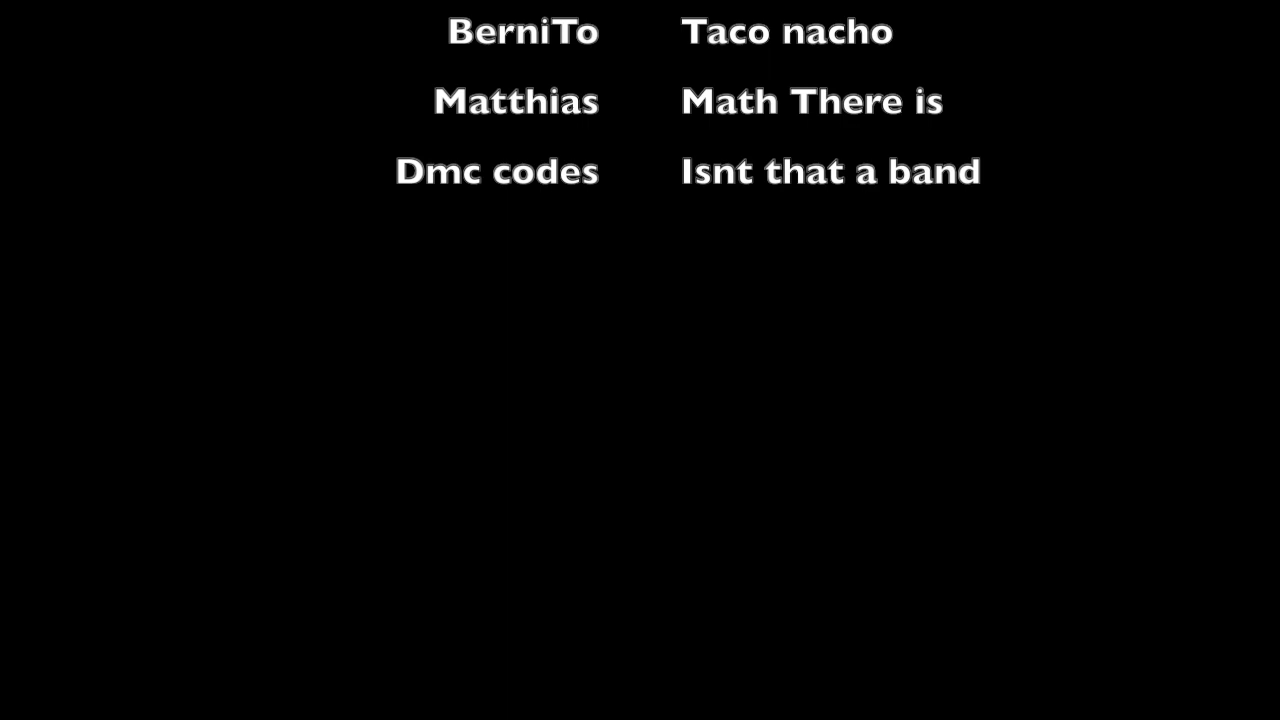 BerniTo Taco nacho
Matthias Math There is
Dmc codes Isnt that a band